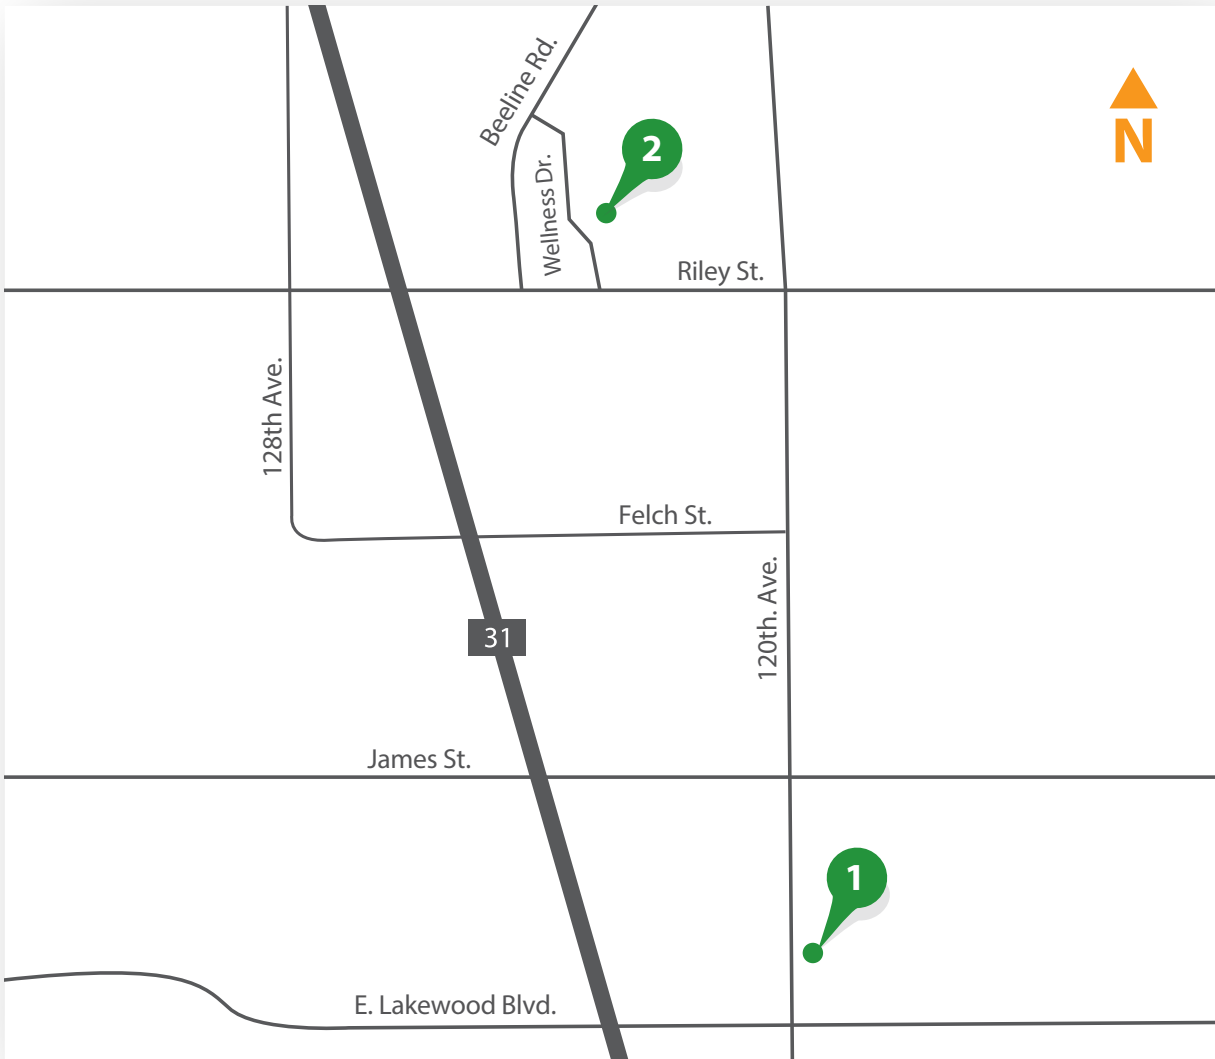 Beeline Rd.
N
2
Wellness Dr.
Riley St.
128th Ave.
Felch St.
120th. Ave.
31
James St.
1
E. Lakewood Blvd.